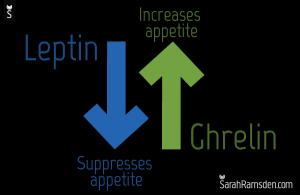 S
Increases
appetite
Leptin
Ghrelin
Suppresses
appetite
SarahRamsden.com